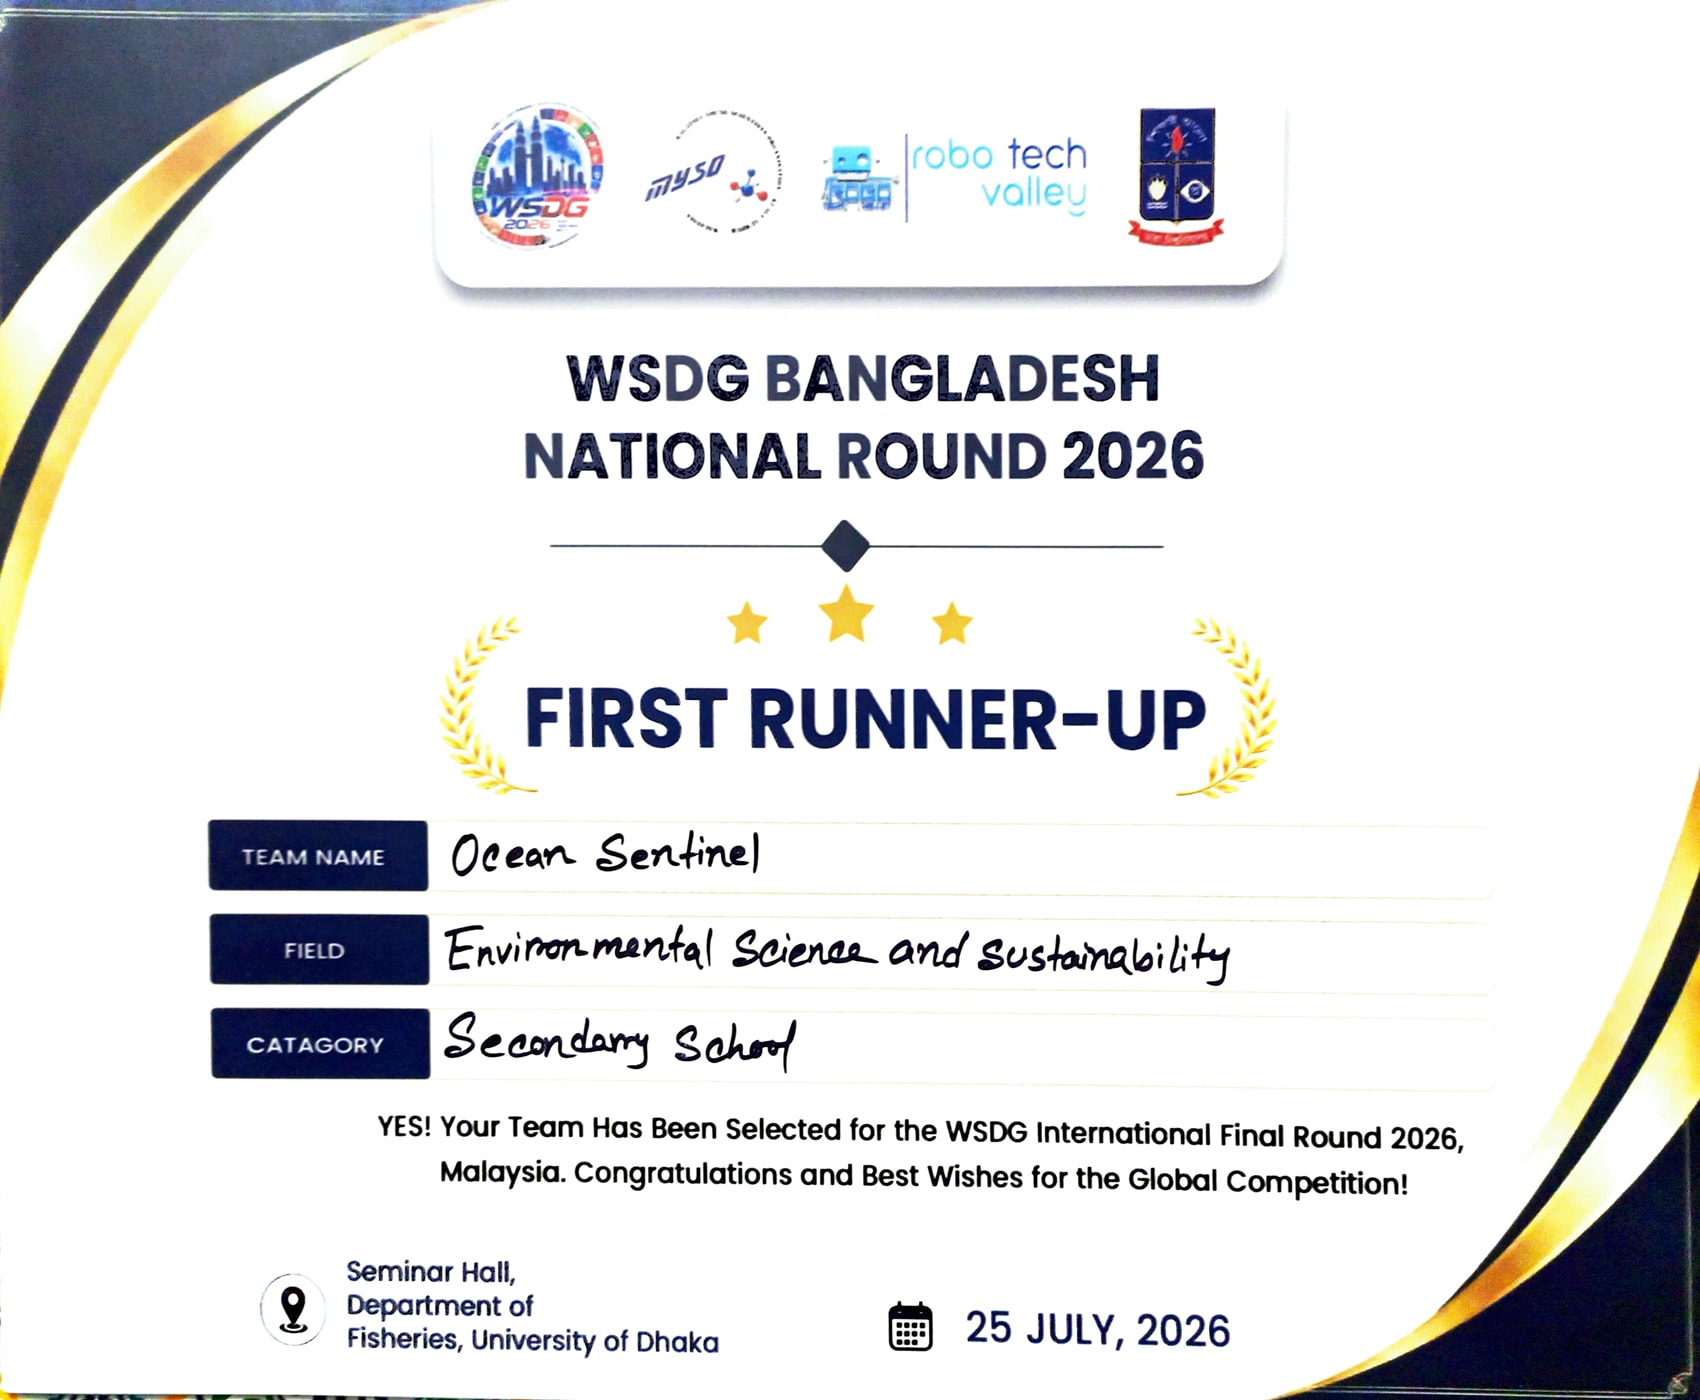 WSDG
2026
MYSO
robo tech
valley
WSDG BANGLADESH
NATIONAL ROUND 2026
FIRST RUNNER-UP
TEAM NAME Ocean Sentinel
FIELD Environmental Science and Sustainability
CATAGORY Secondary School
YES! Your Team Has Been Selected for the WSDG International Final Round 2026,
Malaysia. Congratulations and Best Wishes for the Global Competition!
Seminar Hall,
Department of
Fisheries, University of Dhaka
25 JULY, 2026